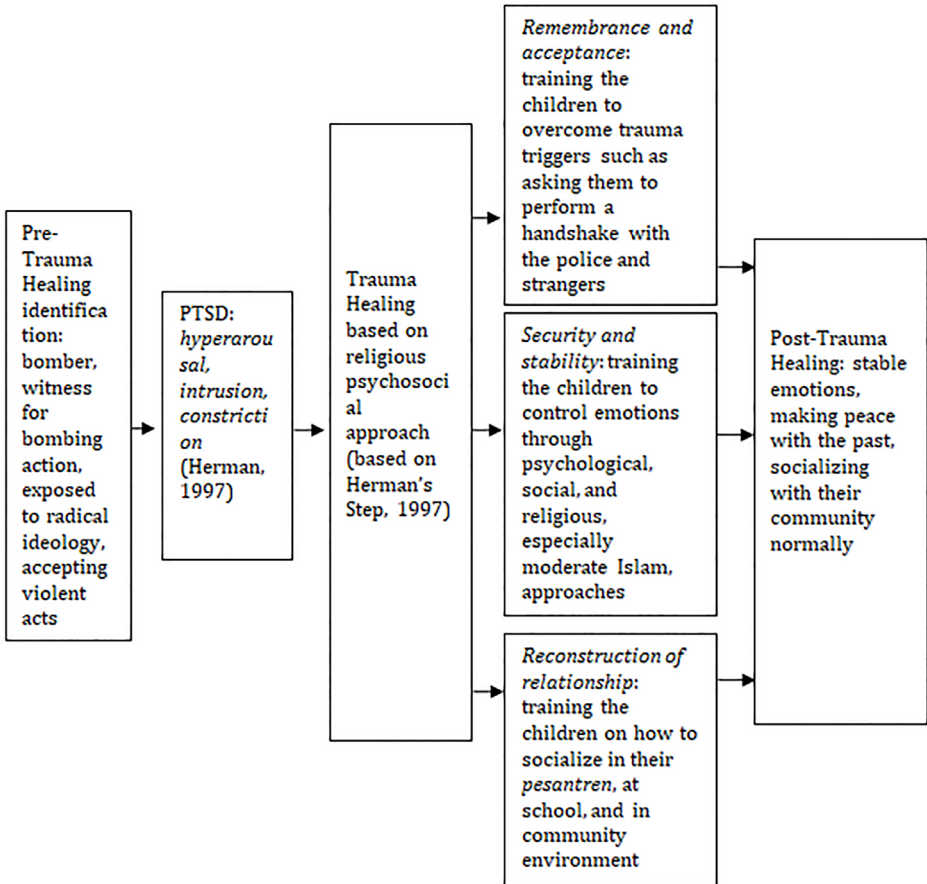 Pre-
Trauma
Healing
identifica
tion:
bomber,
witness
for
bombing
action,
exposed
to radical
ideology,
accepting
violent
acts
PTSD:
hyperarou
sal,
intrusion,
constricti
on
(Herman,
1997)
Trauma
Healing
based on
religious
psychosoci
al
approach
(based on
Herman's
Step, 1997)
Remembrance and
acceptance:
training the
children to
overcome trauma
triggers such as
asking them to
perform a
handshake with
the police and
strangers
Security and
stability: training
the children to
control emotions
through
psychological,
social, and
religious,
especially
moderate Islam,
approaches
Reconstruction of
relationship:
training the
children on how to
socialize in their
pesantren, at
school, and in
community
environment
Post-Trauma
Healing: stable
emotions,
making peace
with the past,
socializing
with their
community
normally